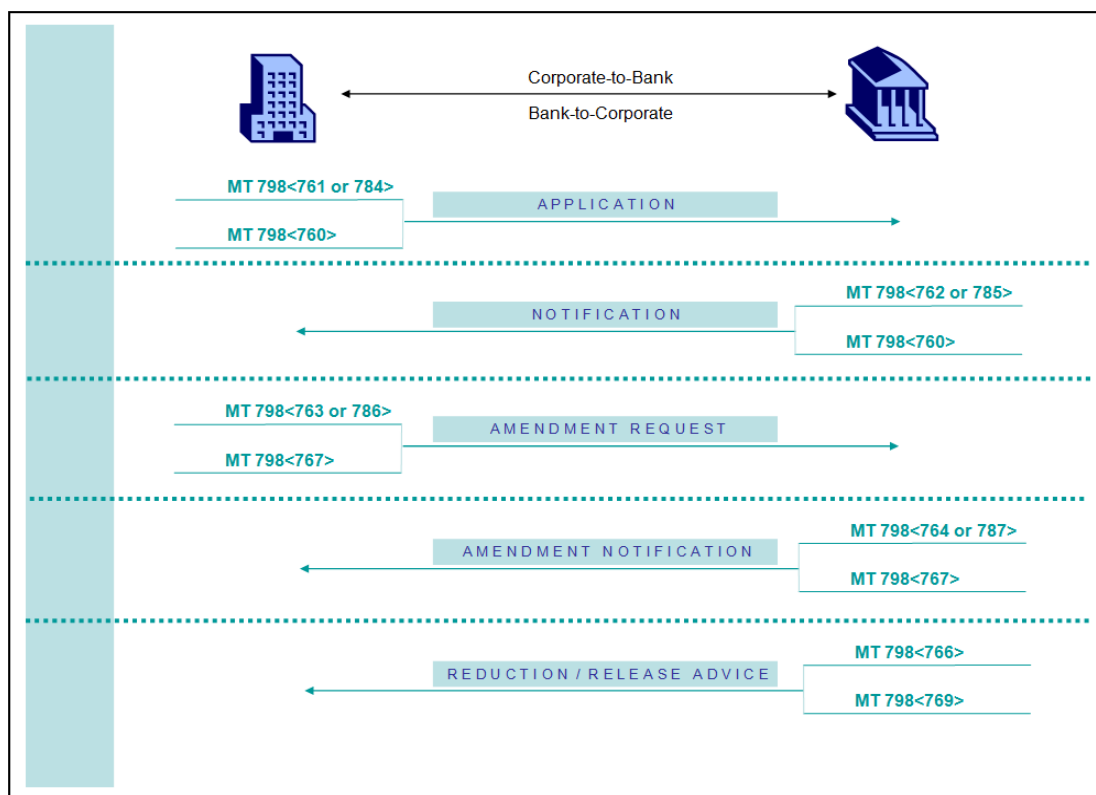 Corporate-to-Bank
Bank-to-Corporate
MT 798<761 or 784>
APPLICATION
MT 798<760>
MT 798<762 or 785>
NOTIFICATION
MT 798<760>
MT 798<763 or 786>
AMENDMENT REQUEST
MT 798<767>
MT 798<764 or 787>
AMENDMENT NOTIFICATION
MT 798<767>
MT 798<766>
REDUCTION / RELEASE ADVICE
MT 798<769>